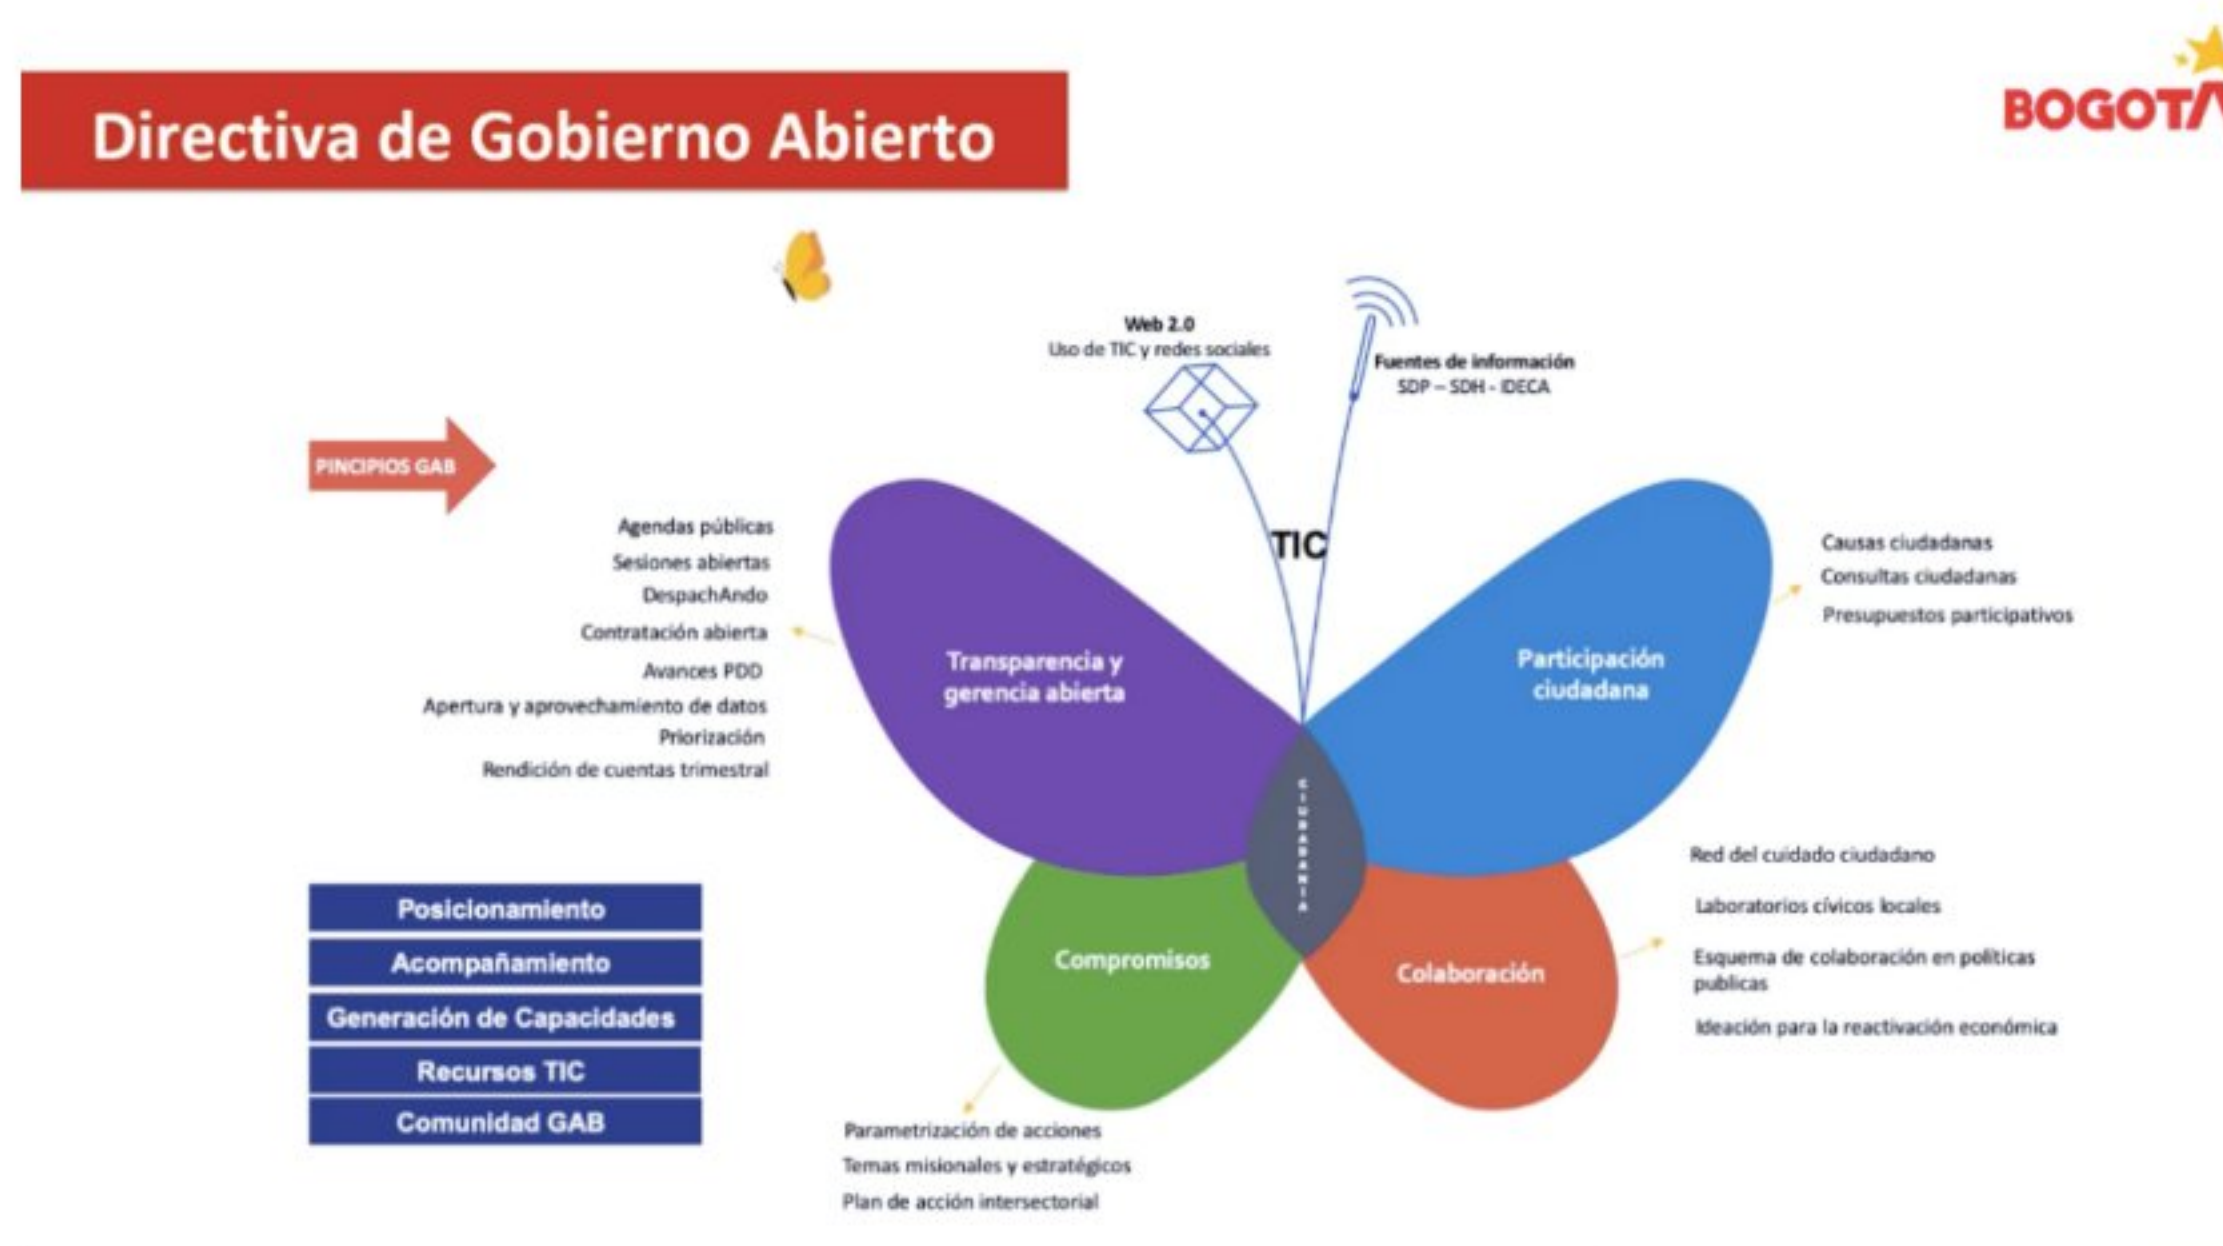 Directiva de Gobierno Abierto
BOGOTÁ
Web 2.0
Uso de TIC y redes sociales
Fuentes de información
SDP – SDH - IDECA
PINCIPIOS GAB
TIC
Agendas públicas
Sesiones abiertas
DespachAndo
Contratación abierta
Avances PDD
Apertura y aprovechamiento de datos
Priorización
Rendición de cuentas trimestral
Transparencia y
gerencia abierta
Participación
ciudadana
Causas ciudadanas
Consultas ciudadanas
Presupuestos participativos
CIUDADANIA
Red del cuidado ciudadano
Laboratorios cívicos locales
Esquema de colaboración en políticas
publicas
Ideación para la reactivación económica
Posicionamiento
Acompañamiento
Generación de Capacidades
Recursos TIC
Comunidad GAB
Compromisos
Colaboración
Parametrización de acciones
Temas misionales y estratégicos
Plan de acción intersectorial